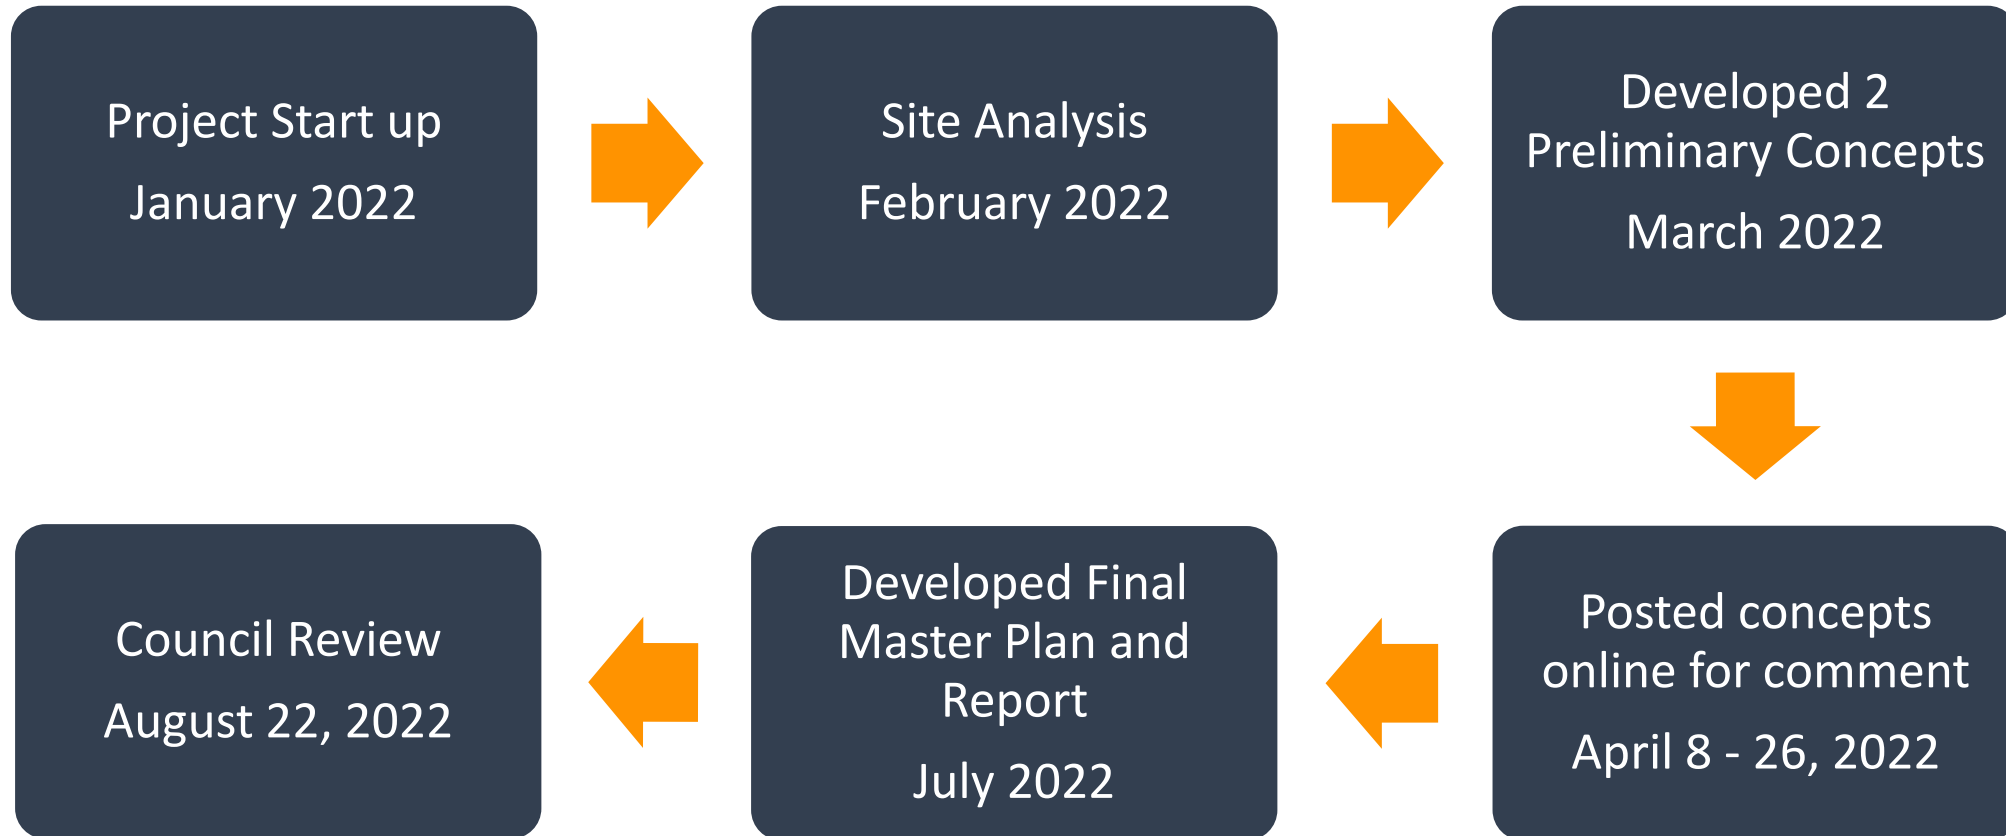 Project Start up
January 2022
Site Analysis
February 2022
Developed 2
Preliminary Concepts
March 2022
Posted concepts
online for comment
April 8 - 26, 2022
Developed Final
Master Plan and
Report
July 2022
Council Review
August 22, 2022